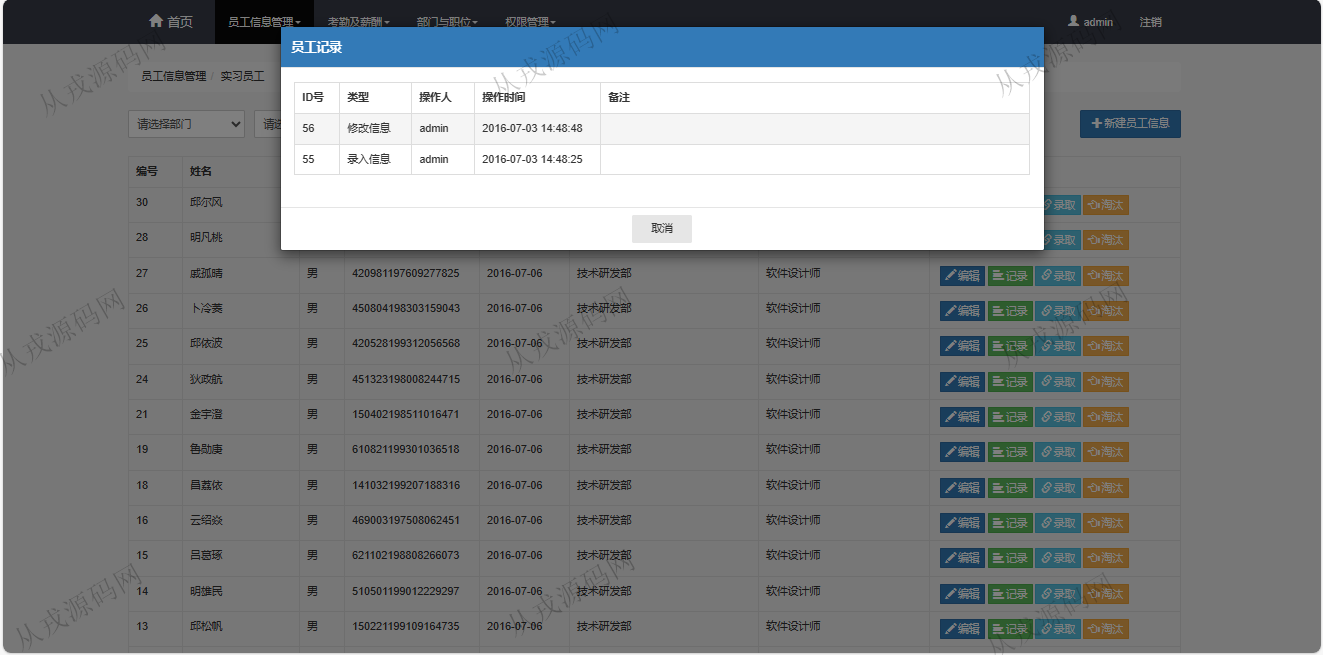 首页 员工信息管理 考勤及薪酬 部门与职位 权限管理 admin 注销
员工记录
员工信息管理 / 实习员工
ID号 类型 操作人 操作时间 备注
56 修改信息 admin 2016-07-03 14:48:48
55 录入信息 admin 2016-07-03 14:48:25
取消
请选择部门 请选 新建员工信息
编号 姓名
30 邱尔风 录取 淘汰
28 明凡桃 录取 淘汰
27 戚孤晴 男 420981197609277825 2016-07-06 技术研发部 软件设计师 编辑 记录 录取 淘汰
26 卜冷菱 男 450804198303159043 2016-07-06 技术研发部 软件设计师 编辑 记录 录取 淘汰
25 邱依波 男 420528199312056568 2016-07-06 技术研发部 软件设计师 编辑 记录 录取 淘汰
24 狄政航 男 451323198008244715 2016-07-06 技术研发部 软件设计师 编辑 记录 录取 淘汰
21 金宇澄 男 150402198511016471 2016-07-06 技术研发部 软件设计师 编辑 记录 录取 淘汰
19 鲁勋唐 男 610821199301036518 2016-07-06 技术研发部 软件设计师 编辑 记录 录取 淘汰
18 昌荔依 男 141032199207188316 2016-07-06 技术研发部 软件设计师 编辑 记录 录取 淘汰
16 云绍焱 男 469003197508062451 2016-07-06 技术研发部 软件设计师 编辑 记录 录取 淘汰
15 吕莒琢 男 621102198808266073 2016-07-06 技术研发部 软件设计师 编辑 记录 录取 淘汰
14 明雄民 男 510501199012229297 2016-07-06 技术研发部 软件设计师 编辑 记录 录取 淘汰
13 邱松帆 男 150221199109164735 2016-07-06 技术研发部 软件设计师 编辑 记录 录取 淘汰
从戎源码网
从戎源码网
从戎源码网
从戎源码网
从戎源码网
从戎源码网
从戎源码网
从戎源码网
从戎源码网